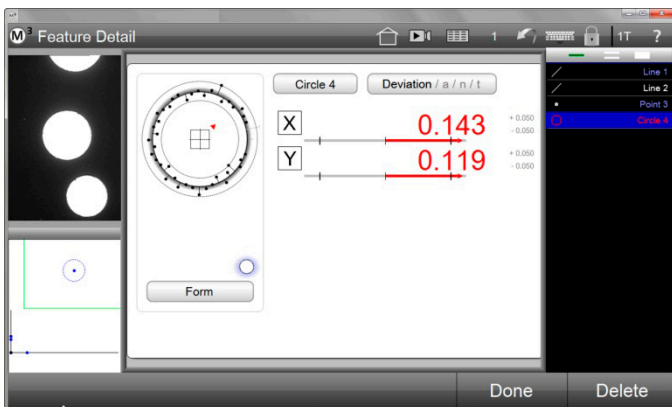 M3 Feature Detail
1
1T
?
Circle 4
Deviation / a / n / t
X
0.143
+ 0.050
- 0.050
Y
0.119
+ 0.050
- 0.050
Form
Line 1
Line 2
Point 3
Circle 4
Done
Delete